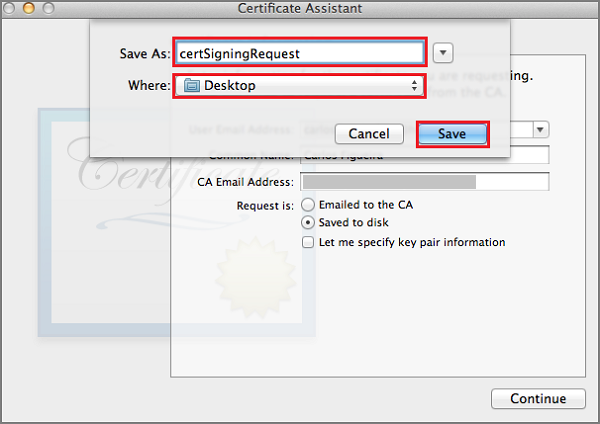 Certificate Assistant
Save As: certSigningRequest
Where: Desktop
are requesting.
from the CA.
Cancel Save
User Email Address:
Common Name: Carlos Figueira
CA Email Address:
Request is: Emailed to the CA
Saved to disk
Let me specify key pair information
Certificate
Continue